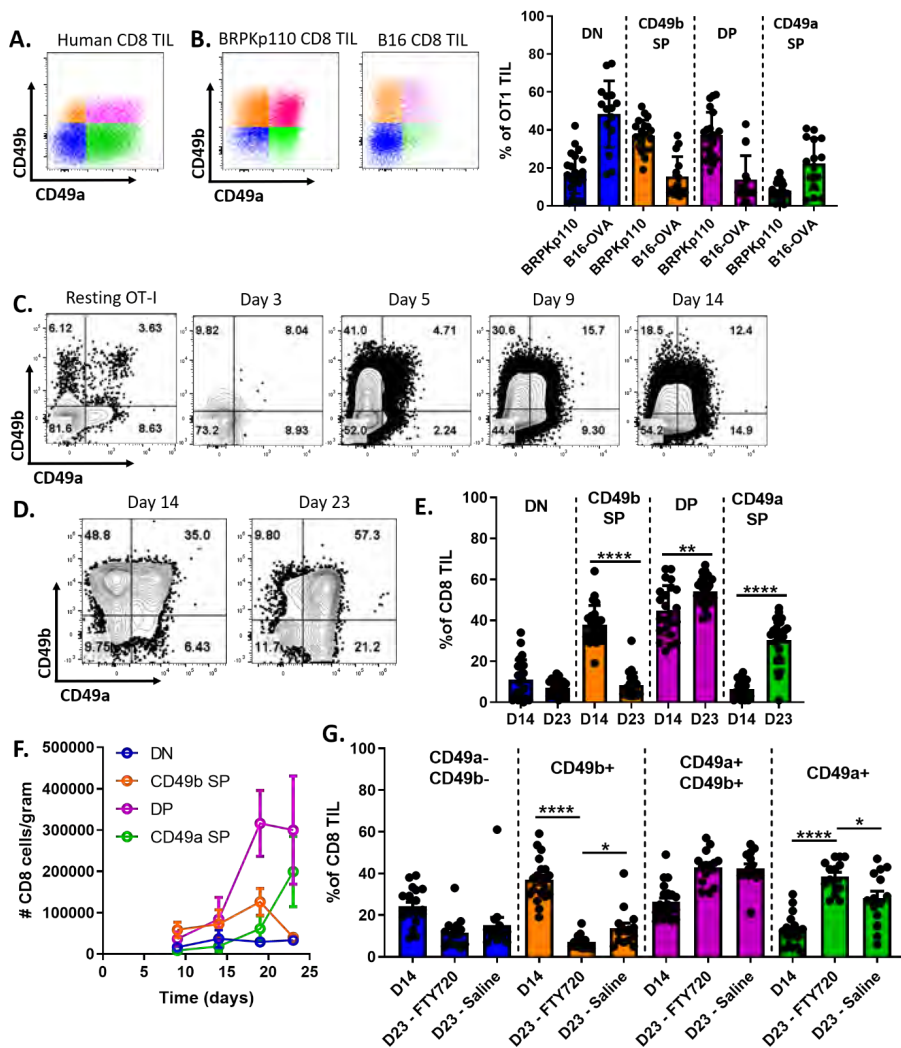 A.
Human CD8 TIL
CD49b
CD49a
B.
BRPKp110 CD8 TIL
B16 CD8 TIL
% of OT1 TIL
100
80
60
40
20
0
DN
CD49b
SP
DP
CD49a
SP
BRPKp110
B16-OVA
BRPKp110
B16-OVA
BRPKp110
B16-OVA
BRPKp110
B16-OVA
C.
Resting OT-I
Day 3
Day 5
Day 9
Day 14
6.12
3.63
81.6
8.63
9.82
8.04
73.2
8.93
41.0
4.71
52.0
2.24
30.6
15.7
44.4
9.30
18.5
12.4
54.2
14.9
CD49b
CD49a
D.
Day 14
Day 23
48.8
35.0
9.75
6.43
9.80
57.3
11.7
21.2
CD49b
CD49a
E.
%of CD8 TIL
100
80
60
40
20
0
DN
CD49b
SP
DP
CD49a
SP
****
**
****
D14
D23
D14
D23
D14
D23
D14
D23
F.
# CD8 cells/gram
500000
400000
300000
200000
100000
0
DN
CD49b SP
DP
CD49a SP
0
5
10
15
20
25
Time (days)
G.
%of CD8 TIL
100
80
60
40
20
0
CD49a-
CD49b-
CD49b+
CD49a+
CD49b+
CD49a+
****
*
****
*
D14
D23 - FTY720
D23 - Saline
D14
D23 - FTY720
D23 - Saline
D14
D23 - FTY720
D23 - Saline
D14
D23 - FTY720
D23 - Saline